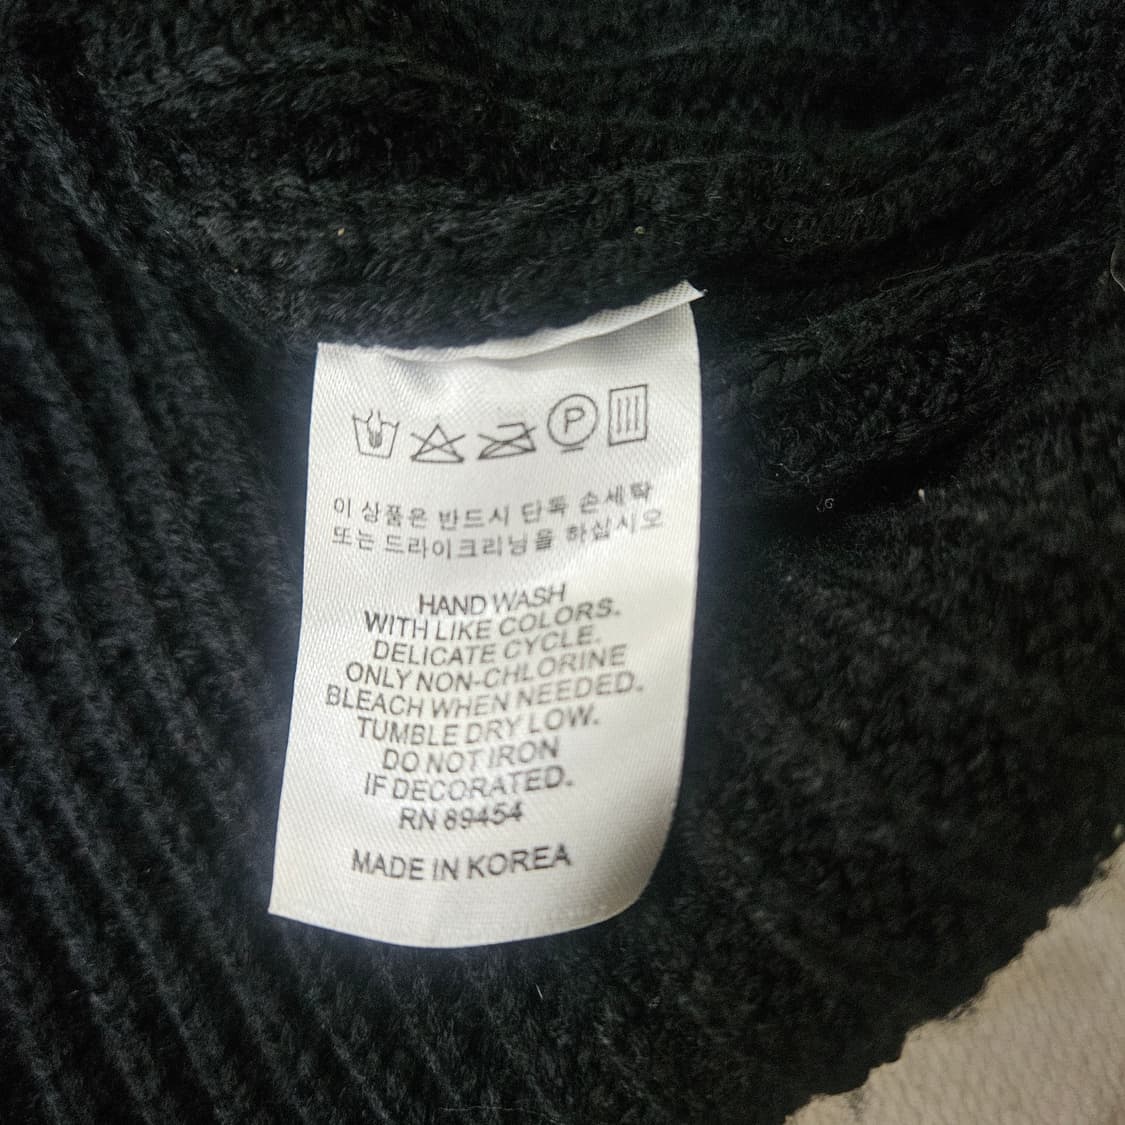 P
이 상품은 반드시 단독 손세탁
또는 드라이크리닝을 하십시오
HAND WASH
WITH LIKE COLORS.
DELICATE CYCLE.
ONLY NON-CHLORINE
BLEACH WHEN NEEDED.
TUMBLE DRY LOW.
DO NOT IRON
IF DECORATED.
RN 89454
MADE IN KOREA